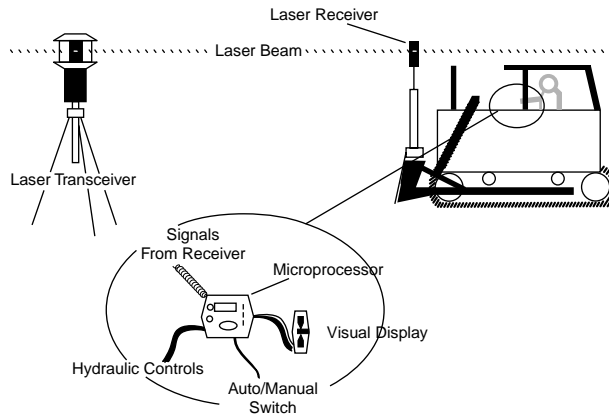 Laser Receiver
Laser Beam
Laser Transceiver
Signals
From Receiver
Microprocessor
Visual Display
Hydraulic Controls
Auto/Manual
Switch